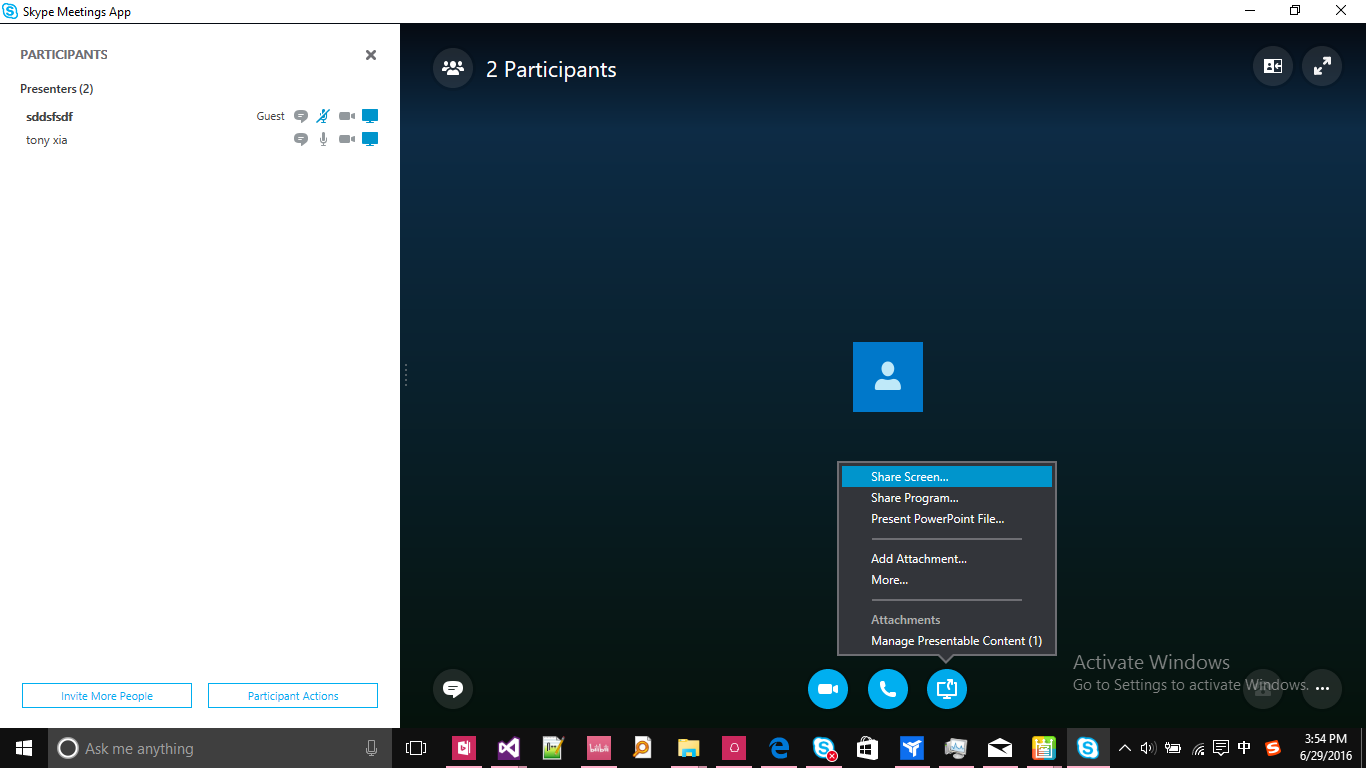 Skype Meetings App
PARTICIPANTS
Presenters (2)
sddsfsdf Guest
tony xia
Invite More People
Participant Actions
2 Participants
Share Screen...
Share Program...
Present PowerPoint File...
Add Attachment...
More...
Attachments
Manage Presentable Content (1)
Activate Windows
Go to Settings to activate Windows.
Ask me anything
bibibi
中
3:54 PM
6/29/2016